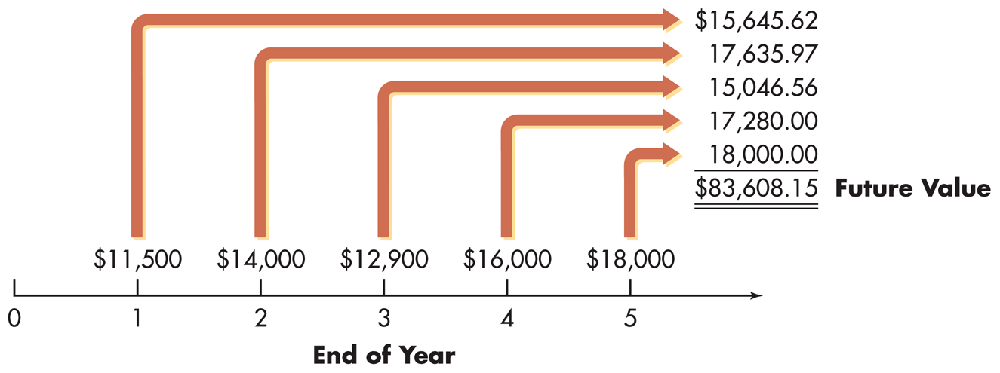 $15,645.62
17,635.97
15,046.56
17,280.00
18,000.00
$83,608.15 Future Value
$11,500 $14,000 $12,900 $16,000 $18,000
0 1 2 3 4 5
End of Year